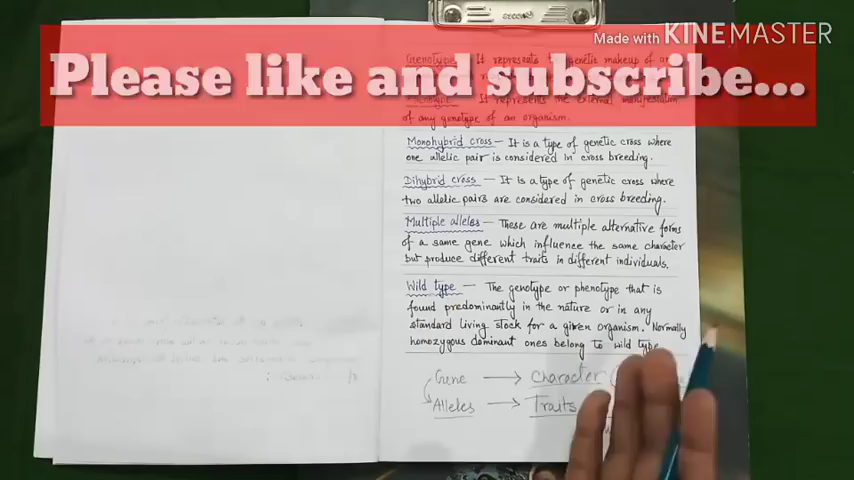 SECCO
Made with KINEMASTER
Please like and subscribe...
Genotype - It represents genetic makeup of an
It represents the external manifestation
of any genotype of an organism.
Monohybrid cross - It is a type of genetic cross where
one allelic pair is considered in cross breeding.
Dihybrid cross - It is a type of genetic cross where
two allelic pairs are considered in cross breeding.
Multiple alleles - These are multiple alternative forms
of a same gene which influence the same character
but produce different traits in different individuals.
Wild type - The genotype or phenotype that is
found predominantly in the nature or in any
standard living stock for a given organism. Normally
homozygous dominant ones belong to wild type
Gene → Character
Alleles → Traits